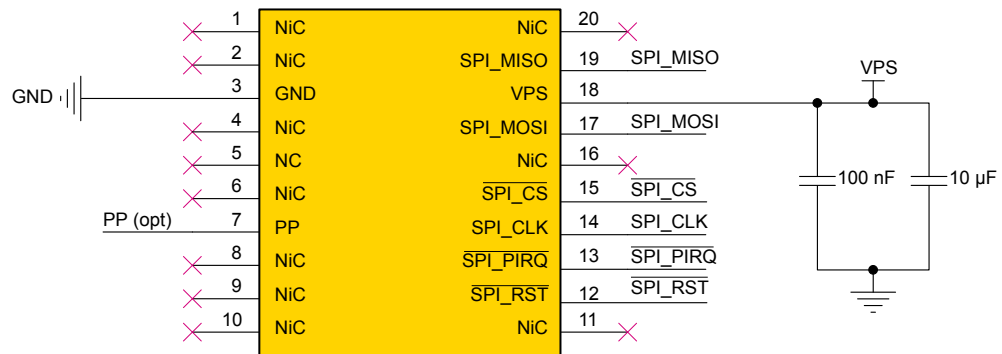 1 NiC NiC 20
2 NiC SPI_MISO 19 SPI_MISO
GND 3 GND VPS 18 VPS
4 NiC SPI_MOSI 17 SPI_MOSI
5 NC NiC 16
6 NiC SPI_CS 15 SPI_CS
100 nF 10 µF
PP (opt) 7 PP SPI_CLK 14 SPI_CLK
8 NiC SPI_PIRQ 13 SPI_PIRQ
9 NiC SPI_RST 12 SPI_RST
10 NiC NiC 11